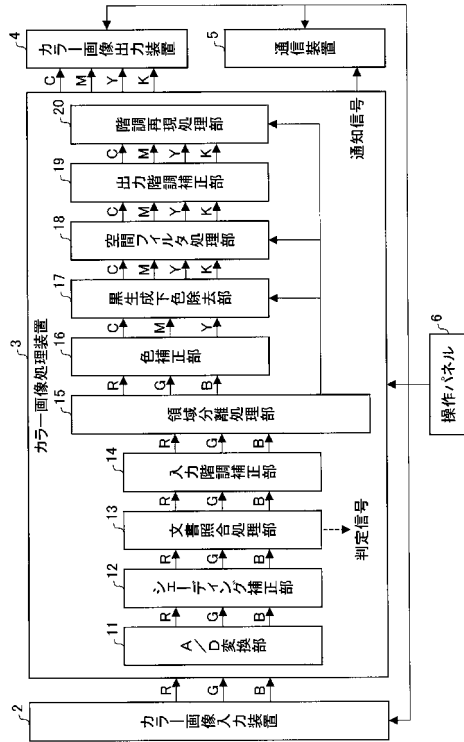 2
カラー画像入力装置
R
G
B
3
カラー画像処理装置
11
A/D変換部
R
G
B
12
シェーディング補正部
R
G
B
13
文書照合処理部
判定信号
R
G
B
14
入力階調補正部
R
G
B
15
領域分離処理部
R
G
B
16
色補正部
C
M
Y
17
黒生成下色除去部
C
M
Y
K
18
空間フィルタ処理部
C
M
Y
K
19
出力階調補正部
C
M
Y
K
20
階調再現処理部
C
M
Y
K
4
カラー画像出力装置
通知信号
5
通信装置
6
操作パネル